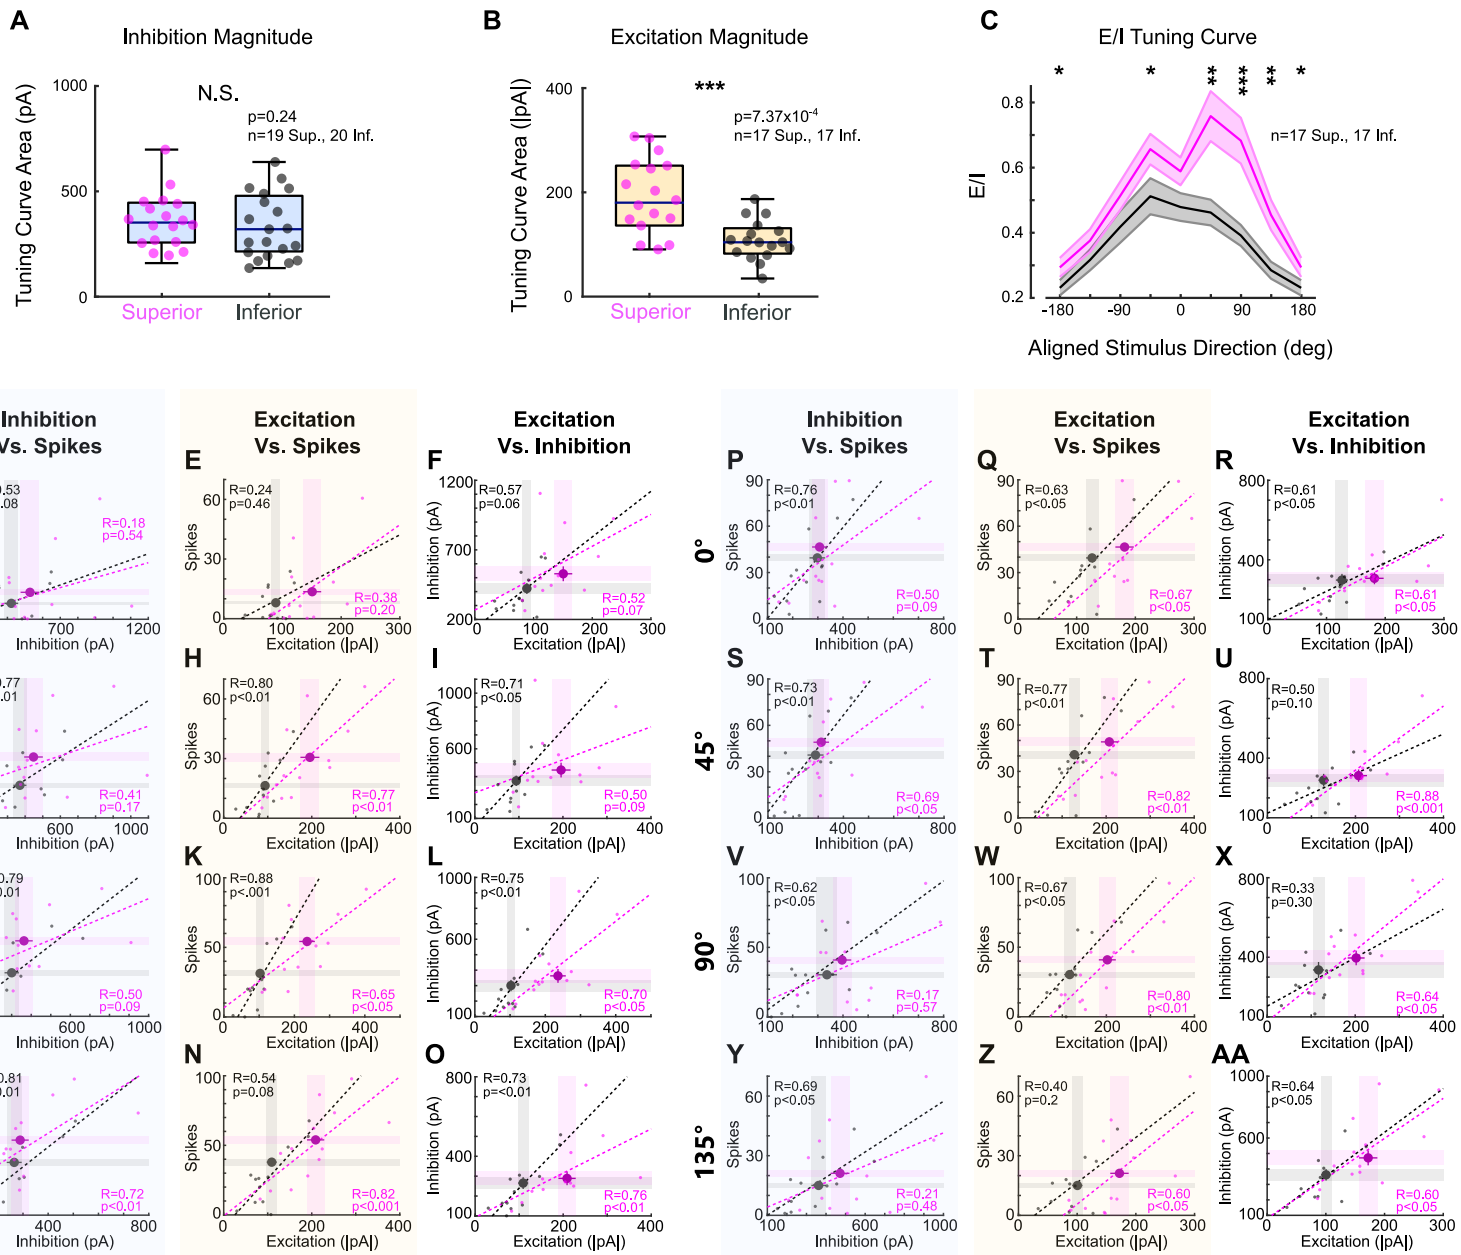 A
Inhibition Magnitude
Tuning Curve Area (pA)
1000
500
0
N.S.
p=0.24
n=19 Sup., 20 Inf.
Superior
Inferior
B
Excitation Magnitude
Tuning Curve Area (|pA|)
400
200
0
***
p=7.37x10-4
n=17 Sup., 17 Inf.
Superior
Inferior
C
E/I Tuning Curve
* * ** *** ** *
E/I
0.8
0.6
0.4
0.2
n=17 Sup., 17 Inf.
-180 -90 0 90 180
Aligned Stimulus Direction (deg)
Inhibition
Vs. Spikes
Excitation
Vs. Spikes
Excitation
Vs. Inhibition
Inhibition
Vs. Spikes
Excitation
Vs. Spikes
Excitation
Vs. Inhibition
.53
.08
R=0.18
p=0.54
700 1200
Inhibition (pA)
E
R=0.24
p=0.46
Spikes
60
30
0
R=0.38
p=0.20
0 100 200 300
Excitation (|pA|)
F
R=0.57
p=0.06
Inhibition (pA)
1200
700
200
R=0.52
p=0.07
0 100 200 300
Excitation (|pA|)
0°
P
R=0.76
p<0.01
Spikes
90
60
30
0
R=0.50
p=0.09
100 400 800
Inhibition (pA)
Q
R=0.63
p<0.05
Spikes
90
60
30
0
R=0.67
p<0.05
0 100 200 300
Excitation (|pA|)
R
R=0.61
p<0.05
Inhibition (pA)
800
400
100
R=0.61
p<0.05
0 100 200 300
Excitation (|pA|)
.77
.01
R=0.41
p=0.17
600 1000
Inhibition (pA)
H
R=0.80
p<0.01
Spikes
60
30
0
R=0.77
p<0.01
0 200 400
Excitation (|pA|)
I
R=0.71
p<0.05
Inhibition (pA)
1000
600
100
R=0.50
p=0.09
0 200 400
Excitation (|pA|)
45°
S
R=0.73
p<0.01
Spikes
90
60
30
0
R=0.69
p<0.05
100 400 800
Inhibition (pA)
T
R=0.77
p<0.01
Spikes
90
60
30
0
R=0.82
p<0.01
0 200 400
Excitation (|pA|)
U
R=0.50
p=0.10
Inhibition (pA)
800
400
100
R=0.88
p<0.001
0 200 400
Excitation (|pA|)
.79
.01
R=0.50
p=0.09
600 1000
Inhibition (pA)
K
R=0.88
p<.001
Spikes
100
50
0
R=0.65
p<0.05
0 200 400
Excitation (|pA|)
L
R=0.75
p<0.01
Inhibition (pA)
1000
600
100
R=0.70
p<0.05
0 200 400
Excitation (|pA|)
90°
V
R=0.62
p<0.05
Spikes
100
50
0
R=0.17
p=0.57
100 400 800
Inhibition (pA)
W
R=0.67
p<0.05
Spikes
100
50
0
R=0.80
p<0.01
0 200 400
Excitation (|pA|)
X
R=0.33
p=0.30
Inhibition (pA)
800
400
100
R=0.64
p<0.05
0 200 400
Excitation (|pA|)
.81
.01
R=0.72
p<0.01
400 800
Inhibition (pA)
N
R=0.54
p=0.08
Spikes
100
50
0
R=0.82
p<0.001
0 200 400
Excitation (|pA|)
O
R=0.73
p=<0.01
Inhibition (pA)
800
400
100
R=0.76
p<0.01
0 200 400
Excitation (|pA|)
135°
Y
R=0.69
p<0.05
Spikes
60
30
0
R=0.21
p=0.48
100 600 1000
Inhibition (pA)
Z
R=0.40
p=0.2
Spikes
60
30
0
R=0.60
p<0.05
0 100 200 300
Excitation (|pA|)
AA
R=0.64
p<0.05
Inhibition (pA)
1000
600
100
R=0.60
p<0.05
0 100 200 300
Excitation (|pA|)